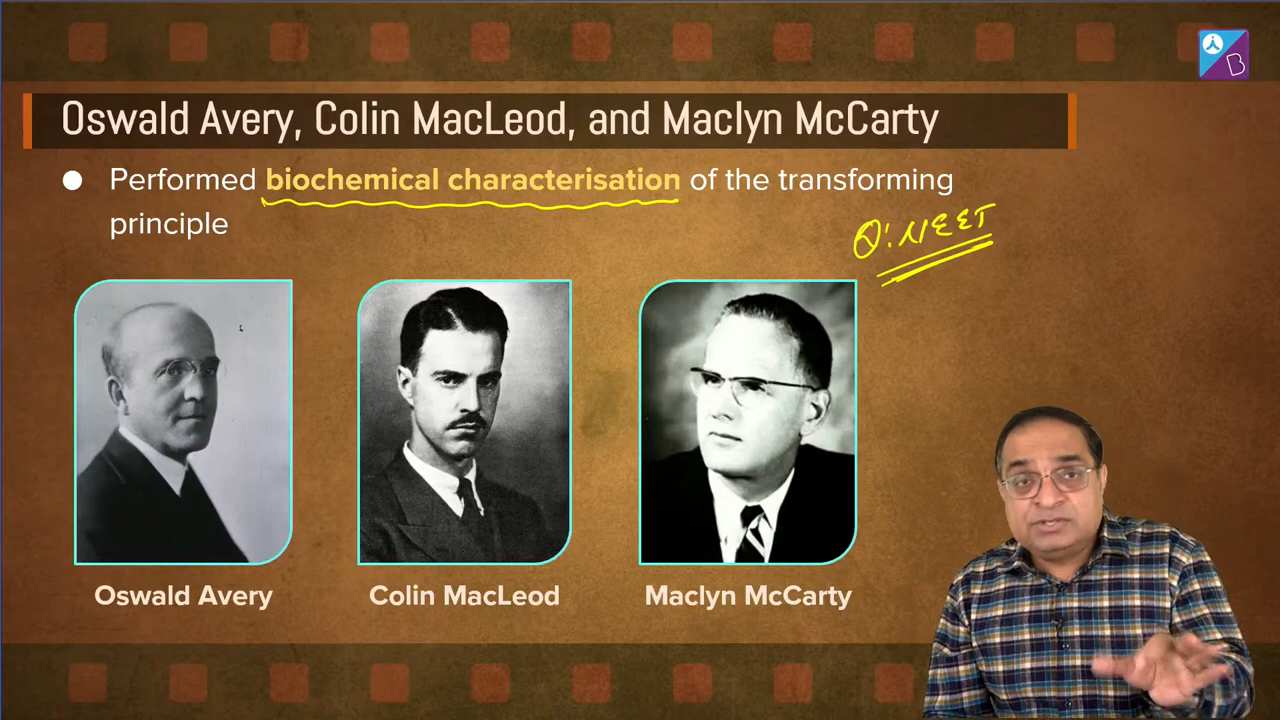 Oswald Avery, Colin MacLeod, and Maclyn McCarty
● Performed biochemical characterisation of the transforming
principle
Q: NEET
Oswald Avery
Colin MacLeod
Maclyn McCarty
B